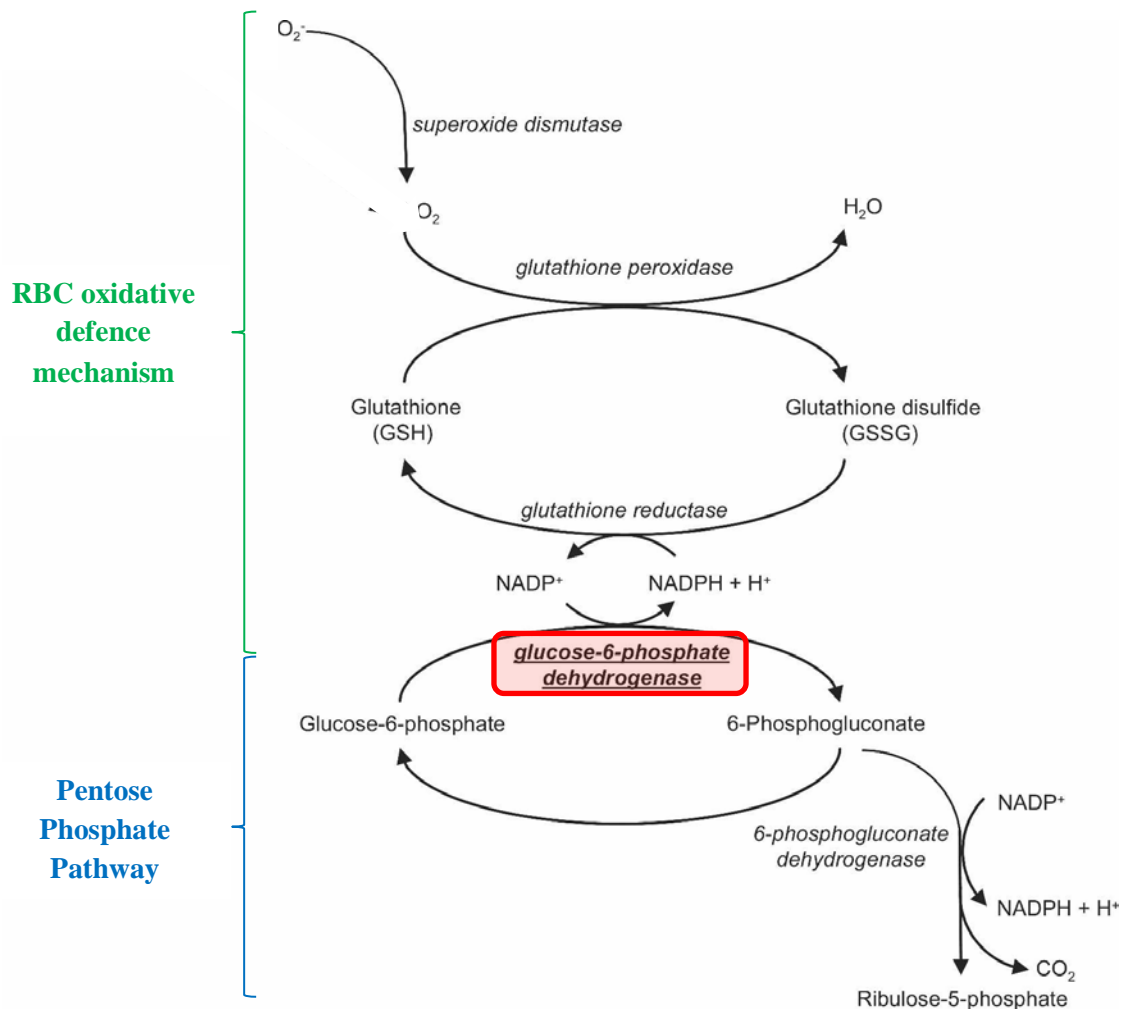 O₂⁻
superoxide dismutase
O₂
H₂O
glutathione peroxidase
RBC oxidative
defence
mechanism
Glutathione
(GSH)
Glutathione disulfide
(GSSG)
glutathione reductase
NADP⁺
NADPH + H⁺
glucose-6-phosphate
dehydrogenase
Glucose-6-phosphate
6-Phosphogluconate
Pentose
Phosphate
Pathway
NADP⁺
6-phosphogluconate
dehydrogenase
NADPH + H⁺
CO₂
Ribulose-5-phosphate